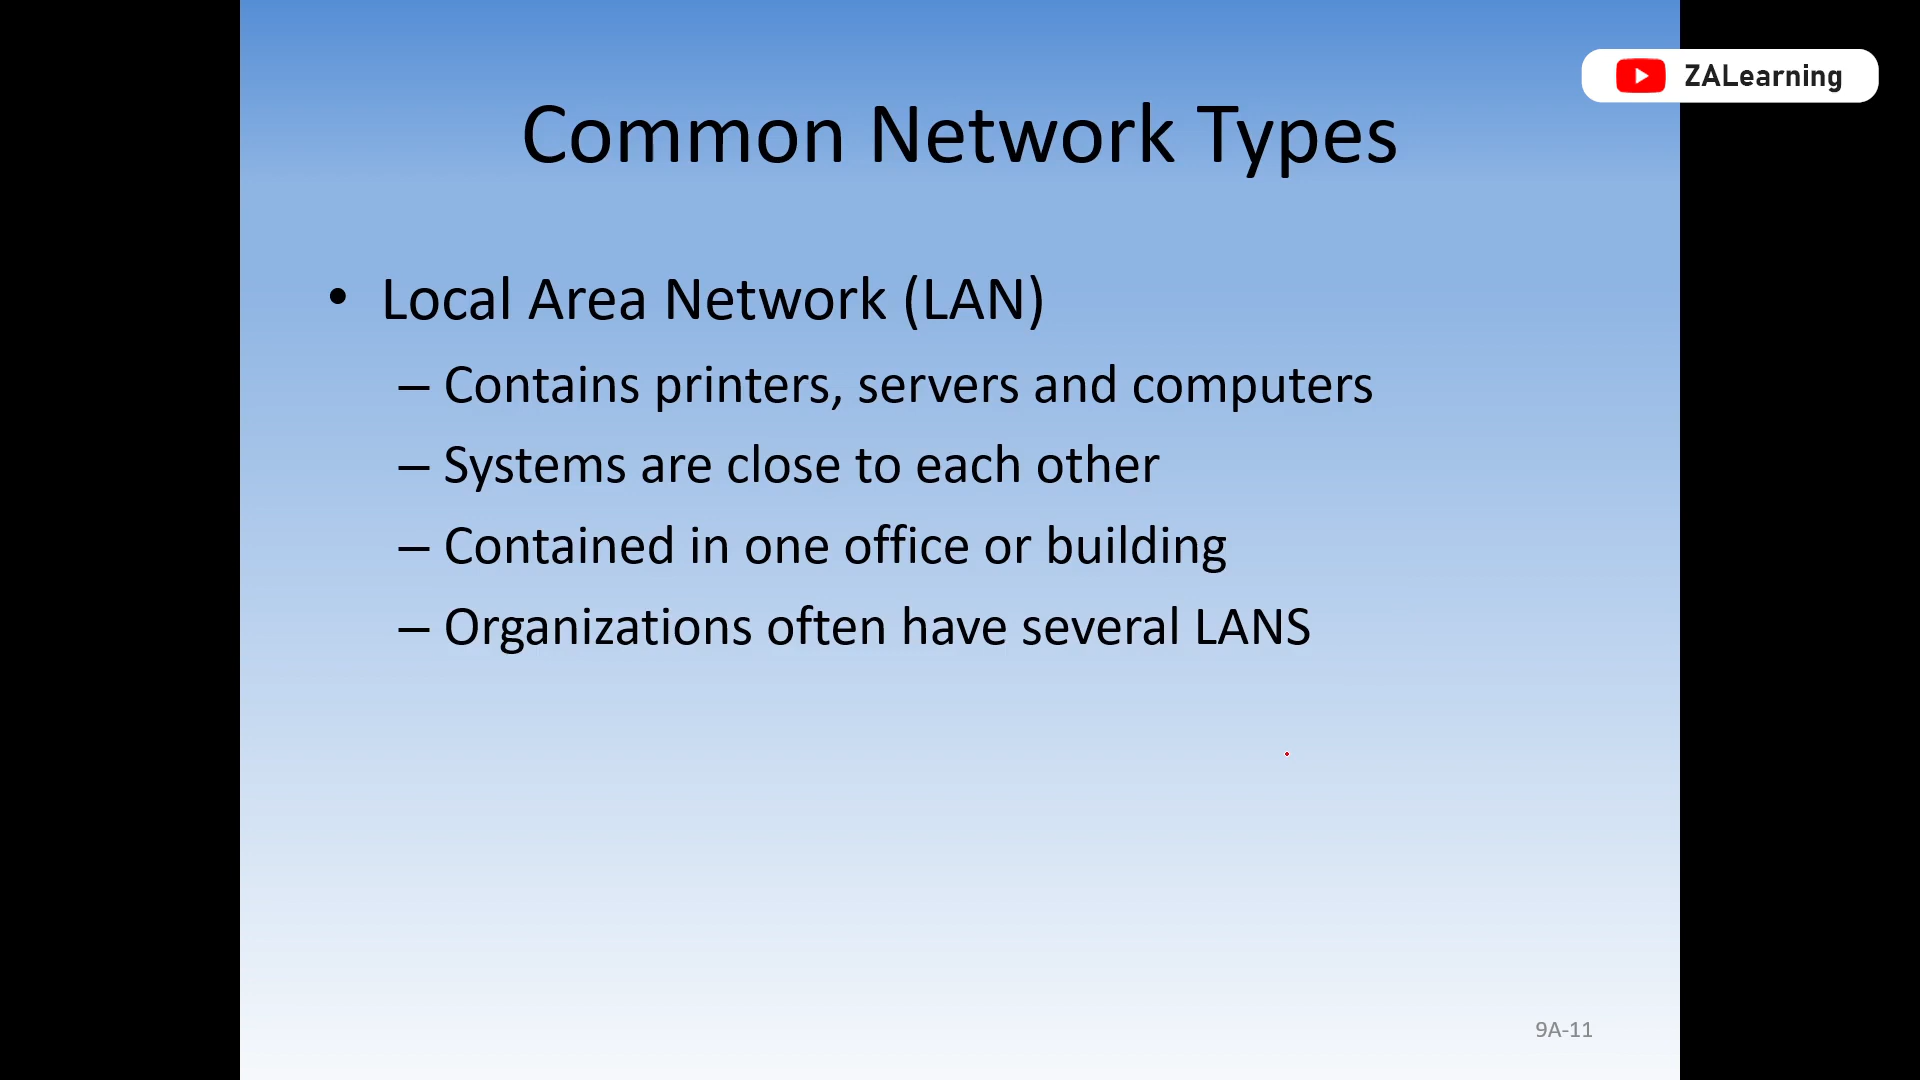 ZALearning
Common Network Types
• Local Area Network (LAN)
– Contains printers, servers and computers
– Systems are close to each other
– Contained in one office or building
– Organizations often have several LANS
9A-11